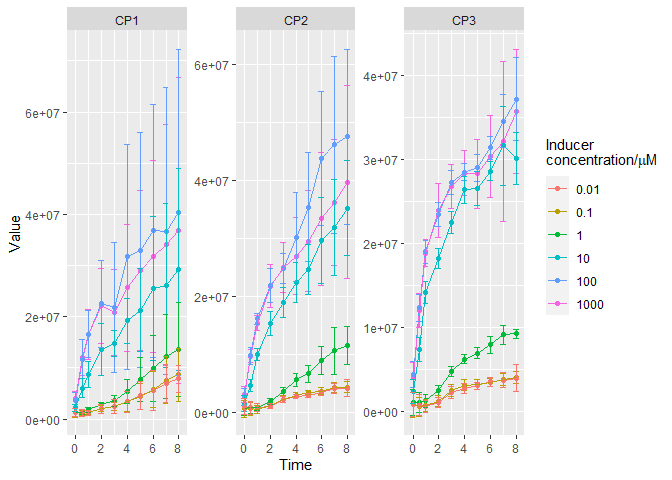 CP1 CP2 CP3
Value
8e+07
6e+07
4e+07
2e+07
0e+00
6e+07
4e+07
2e+07
0e+00
4e+07
3e+07
2e+07
1e+07
0e+00
0 2 4 6 8 0 2 4 6 8 0 2 4 6 8
Time
Inducer
concentration/μM
0.01
0.1
1
10
100
1000